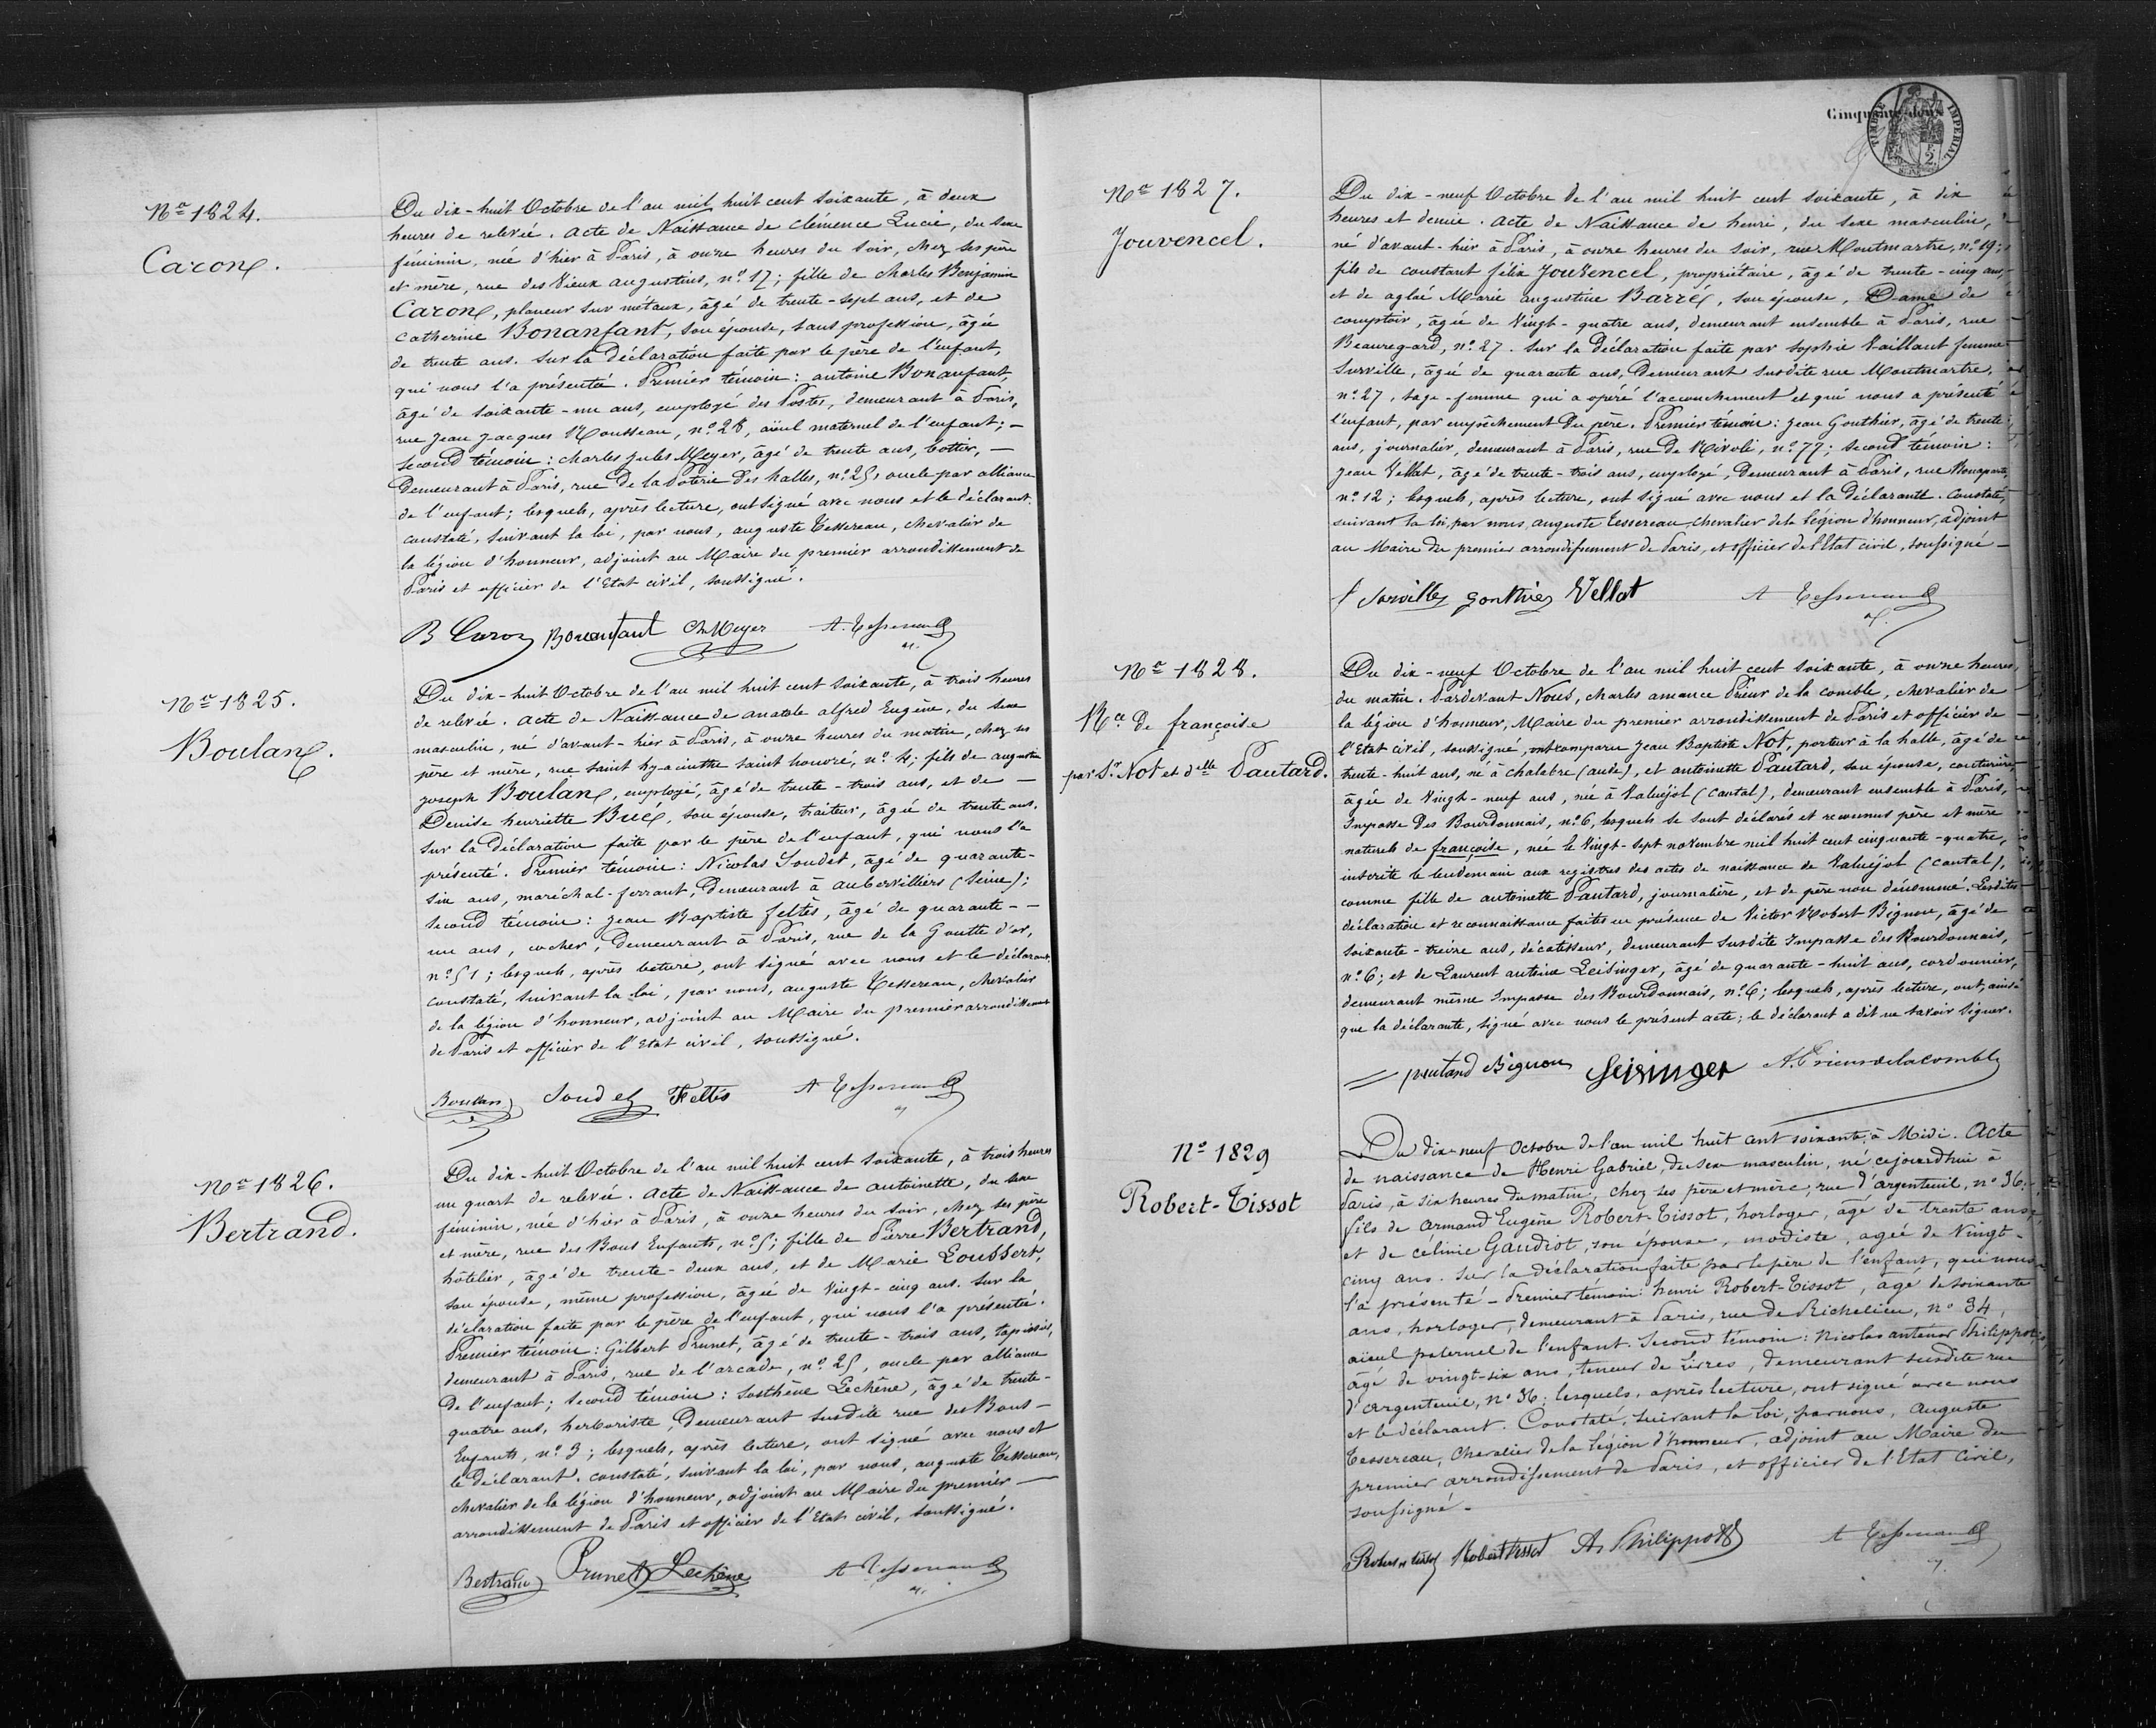 Nº 1824.
Caron.
Du dix-huit Octobre de l'an mil huit cent soixante, à deux
heures de relevée. acte de Naissance de Clémence Lucie, du sexe
féminin, née d'hier à Paris, à onze heures du soir, chez ses père
et mère, rue des Vieux augustins, nº 17; fille de Charles Benjamin
Caron, planeur sur métaux, âgé de trente-sept ans, et de
Catherine Bonanfant, son épouse, sans profession, âgée
de trente ans. Sur la déclaration faite par le père de l'enfant,
qui nous l'a présentée. Premier témoin: antoine Bonanfant,
âgé de soixante-un ans, employé des Postes, demeurant à Paris,
rue Jean Jacques Rousseau, nº 28, aïeul maternel de l'enfant; —
Second témoin: Charles Jules Meyer, âgé de trente ans, bottier, —
Demeurant à Paris, rue de la Poterie des halles, nº 25, oncle par alliance
de l'enfant; lesquels, après lecture, ont signé avec nous et le déclarant.
constaté, suivant la loi, par nous, auguste Tessereau, chevalier de
la légion d'honneur, adjoint au Maire du premier arrondissement de
Paris et officier de l'Etat civil, soussigné.
B Caron Bonanfant Ch Meyer A. Tessereau
Nº 1825.
Boulan.
Du dix-huit Octobre de l'an mil huit cent soixante, à trois heures
de relevée. acte de Naissance de anatole alfred Eugène, du sexe
masculin, né d'avant-hier à Paris, à onze heures du matin, chez ses
père et mère, rue saint hyacinthe saint honoré, nº 4; fils de augustin
Joseph Boulan, employé, âgé de trente-trois ans, et de —
Denise henriette Bué, son épouse, traiteur, âgée de trente ans.
Sur la déclaration faite par le père de l'enfant, qui nous l'a
présenté. Premier témoin: Nicolas Soudet, âgé de quarante-
six ans, maréchal-ferrant, Demeurant à aubervilliers (Seine);
Second témoin: Jean Baptiste feltès, âgé de quarante-
un ans, cocher, Demeurant à Paris, rue de la Goutte d'or,
nº 51; lesquels, après lecture, ont signé avec nous et le déclarant.
constaté, suivant la loi, par nous, auguste Tessereau, chevalier
de la légion d'honneur, adjoint au Maire du premier arrondissement
de Paris et officier de l'Etat civil, soussigné.
Boulan Soudet Feltès A Tessereau
Nº 1826.
Bertrand.
Du dix-huit Octobre de l'an mil huit cent soixante, à trois heures
un quart de relevée. acte de Naissance de antoinette, du sexe
féminin, née d'hier à Paris, à onze heures du soir, chez ses père
et mère, rue des Bons Enfants, nº 5; fille de Pierre Bertrand,
hôtelier, âgé de trente-deux ans, et de Marie Loubbert,
son épouse, même profession, âgée de Vingt-cinq ans. Sur la
déclaration faite par le père de l'enfant, qui nous l'a présentée.
Premier témoin: Gilbert Prunet, âgé de trente-trois ans, tapissier,
demeurant à Paris, rue de l'arcade, nº 25, oncle par alliance
de l'enfant; Second témoin: Sosthène Lechêne, âgé de trente-
quatre ans, herboriste, Demeurant susdite rue des Bons-
Enfants, nº 3; lesquels, après lecture, ont signé avec nous et
le déclarant. constaté, suivant la loi, par nous, auguste Tessereau,
chevalier de la légion d'honneur, adjoint au Maire du premier —
arrondissement de Paris et officier de l'Etat civil, soussigné.
Bertrand Prunet Lechêne A Tessereau
Cinquante-deux
TIMBRE IMPERIAL
Nº 1827.
Jouvencel.
Du dix-neuf Octobre de l'an mil huit cent soixante, à dix
heures et demie. acte de Naissance de henri, du sexe masculin,
né d'avant-hier à Paris, à onze heures du soir, rue Montmartre, nº 19;
fils de constant félix Jouvencel, propriétaire, âgé de trente-cinq ans,
et de aglaé Marie augustine Barré, son épouse, Dame de
comptoir, âgée de Vingt-quatre ans, demeurant ensemble à Paris, rue
Beauregard, nº 27. Sur la déclaration faite par Sophie Vaillant femme
Surville, âgée de quarante ans, Demeurant susdite rue Montmartre,
nº 27, sage-femme qui a opéré l'accouchement et qui nous a présenté
l'enfant, par empêchement du père. Premier témoin: Jean Gonthier, âgé de trente
ans, journalier, demeurant à Paris, rue de Rivoli, nº 77; second témoin:
Jean Vellat, âgé de trente-trois ans, employé, Demeurant à Paris, rue Bonaparte,
nº 12; lesquels, après lecture, ont signé avec nous et la déclarante. constaté,
suivant la loi, par nous, auguste Tessereau chevalier de la légion d'honneur, adjoint
au Maire du premier arrondissement de Paris, et officier de l'Etat civil, soussigné —
f Surville Gonthier Vellat A Tessereau
Nº 1828.
Rce de françoise
par Sr Not et dlle Pautard.
Du dix-neuf Octobre de l'an mil huit cent soixante, à onze heures
du matin. Pardevant Nous, charles amance Prieur de la comble, chevalier de
la légion d'honneur, Maire du premier arrondissement de Paris et officier de
l'Etat civil, soussigné, ont comparu Jean Baptiste Not, porteur à la halle, âgé de
trente-huit ans, né à chalabre (aude), et antoinette Pautard, son épouse, couturière,
âgée de Vingt-neuf ans, née à Valuéjol (Cantal), demeurant ensemble à Paris,
Impasse des Bourdonnais, nº 6, lesquels se sont déclarés et reconnus père et mère
naturels de françoise, née le Vingt-sept novembre mil huit cent cinquante-quatre,
inscrite le lendemain aux registres des actes de naissance de Valuéjol (cantal),
comme fille de antoinette Pautard, journalière, et de père non dénommé. Lesdites
déclaration et reconnaissance faites en présence de Victor Robert Bignon, âgé de
soixante-treize ans, décatisseur, demeurant susdite Impasse des Bourdonnais,
nº 6; et de Laurent antoine Leisinger, âgé de quarante-huit ans, cordonnier,
demeurant même Impasse des Bourdonnais, nº 6; lesquels, après lecture, ont, ainsi
que la déclarante, signé avec nous le présent acte; le déclarant a dit ne savoir signer.
pautard Bignon Leisinger A. Prieur de la Comble
Nº 1829
Robert-Tissot
Du dix neuf Octobre de l'an mil huit cent soixante, à Midi. Acte
de naissance de Henri Gabriel, du sexe masculin, né cejourd'hui à
Paris, à six heures du matin, chez ses père et mère, rue d'argenteuil, nº 36;
fils de Armand Eugène Robert-Tissot, horloger, âgé de trente ans,
et de célinie Gaudiot, son épouse, modiste, agée de Vingt-
cinq ans. Sur la déclaration faite par le père de l'enfant, qui nous
l'a présenté – Premier témoin: henri Robert-Tissot, âgé de soixante
ans, horloger, demeurant à Paris, rue de Richelieu, nº 34,
aïeul paternel de l'enfant. Second témoin: Nicolas antenor Philippot,
âgé de vingt-six ans, teneur de livres, demeurant susdite rue
d'argenteuil, nº 36; lesquels, après lecture, ont signé avec nous
et le déclarant. Constaté, suivant la loi, par nous, Auguste
Tessereau, Chevalier de la Légion d'honneur, adjoint au Maire du
premier arrondissement de Paris, et officier de l'Etat civil,
soussigné –
Robert-tissot Robert Tissot A. Philippot A Tessereau